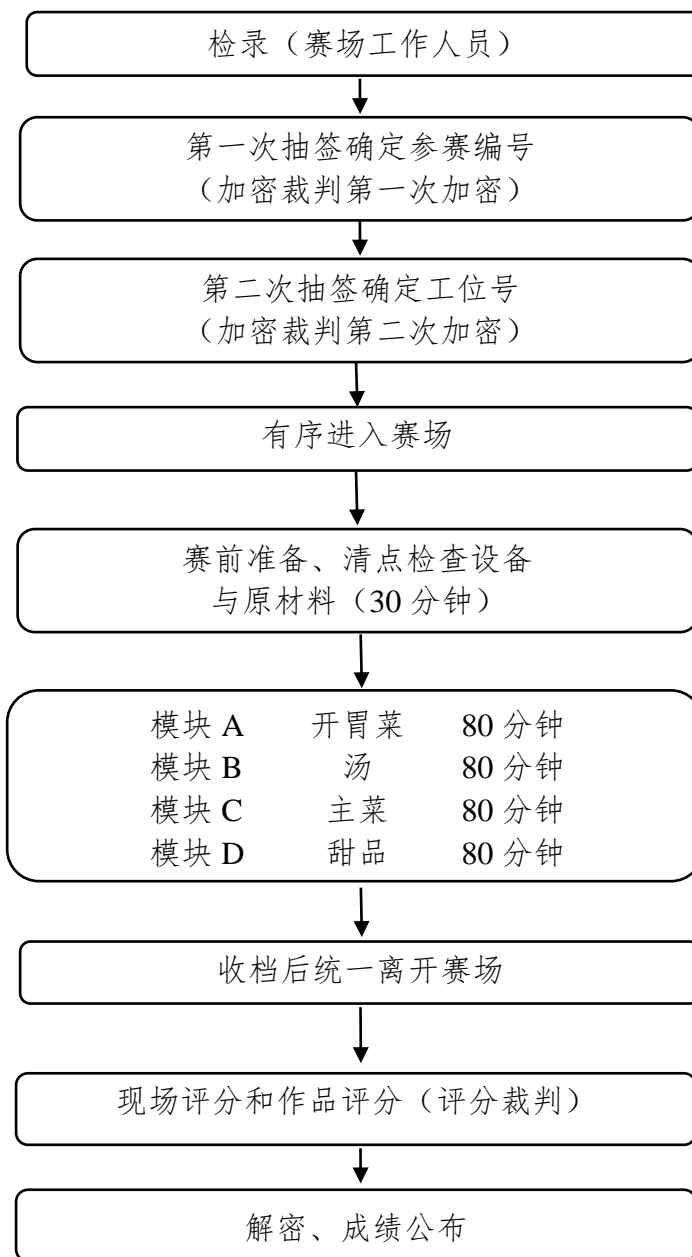 检录（赛场工作人员）
第一次抽签确定参赛编号
（加密裁判第一次加密）
第二次抽签确定工位号
（加密裁判第二次加密）
有序进入赛场
赛前准备、清点检查设备
与原材料（30 分钟）
模块 A 开胃菜 80 分钟
模块 B 汤 80 分钟
模块 C 主菜 80 分钟
模块 D 甜品 80 分钟
收档后统一离开赛场
现场评分和作品评分（评分裁判）
解密、成绩公布